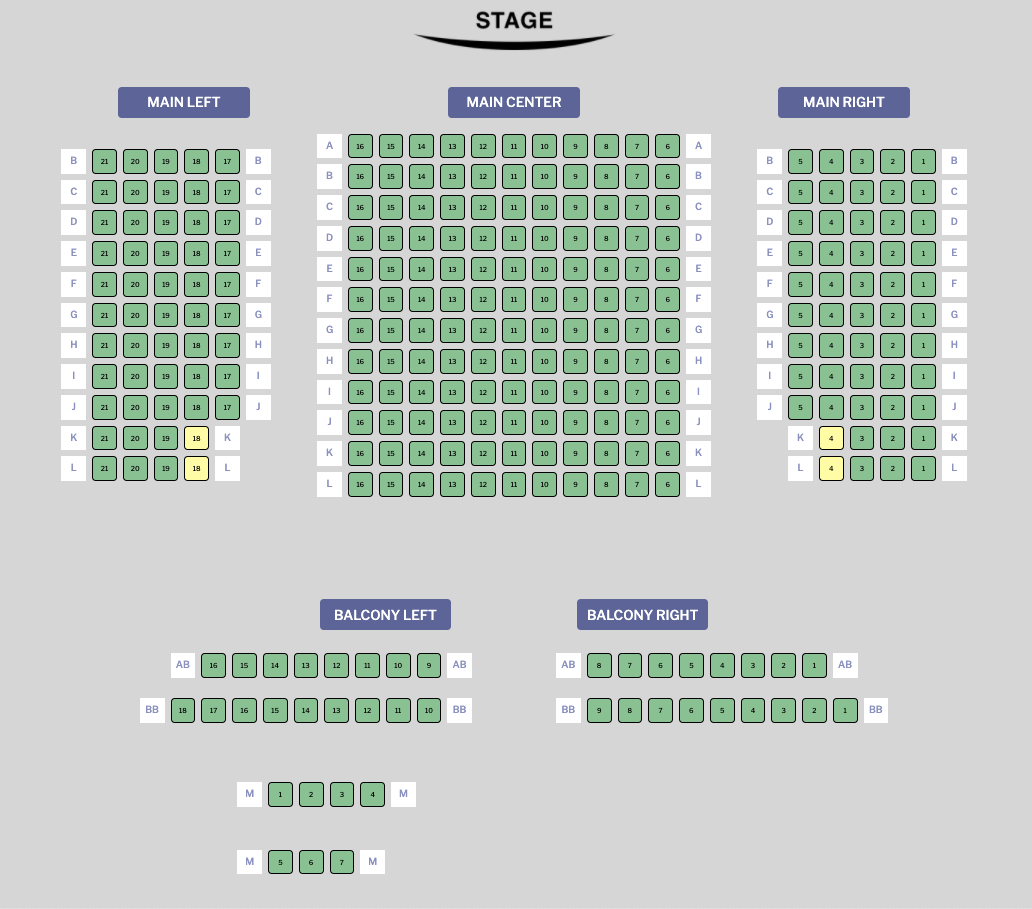 STAGE
MAIN LEFT MAIN CENTER MAIN RIGHT
A 16 15 14 13 12 11 10 9 8 7 6 A
B 21 20 19 18 17 B B 5 4 3 2 1 B
B 16 15 14 13 12 11 10 9 8 7 6 B
C 21 20 19 18 17 C C 5 4 3 2 1 C
C 16 15 14 13 12 11 10 9 8 7 6 C
D 21 20 19 18 17 D D 5 4 3 2 1 D
D 16 15 14 13 12 11 10 9 8 7 6 D
E 21 20 19 18 17 E E 5 4 3 2 1 E
E 16 15 14 13 12 11 10 9 8 7 6 E
F 21 20 19 18 17 F F 5 4 3 2 1 F
F 16 15 14 13 12 11 10 9 8 7 6 F
G 21 20 19 18 17 G G 5 4 3 2 1 G
G 16 15 14 13 12 11 10 9 8 7 6 G
H 21 20 19 18 17 H H 5 4 3 2 1 H
H 16 15 14 13 12 11 10 9 8 7 6 H
I 21 20 19 18 17 I I 5 4 3 2 1 I
I 16 15 14 13 12 11 10 9 8 7 6 I
J 21 20 19 18 17 J J 5 4 3 2 1 J
J 16 15 14 13 12 11 10 9 8 7 6 J
K 21 20 19 18 K K 4 3 2 1 K
K 16 15 14 13 12 11 10 9 8 7 6 K
L 21 20 19 18 L L 4 3 2 1 L
L 16 15 14 13 12 11 10 9 8 7 6 L
BALCONY LEFT BALCONY RIGHT
AB 16 15 14 13 12 11 10 9 AB AB 8 7 6 5 4 3 2 1 AB
BB 18 17 16 15 14 13 12 11 10 BB BB 9 8 7 6 5 4 3 2 1 BB
M 1 2 3 4 M
M 5 6 7 M